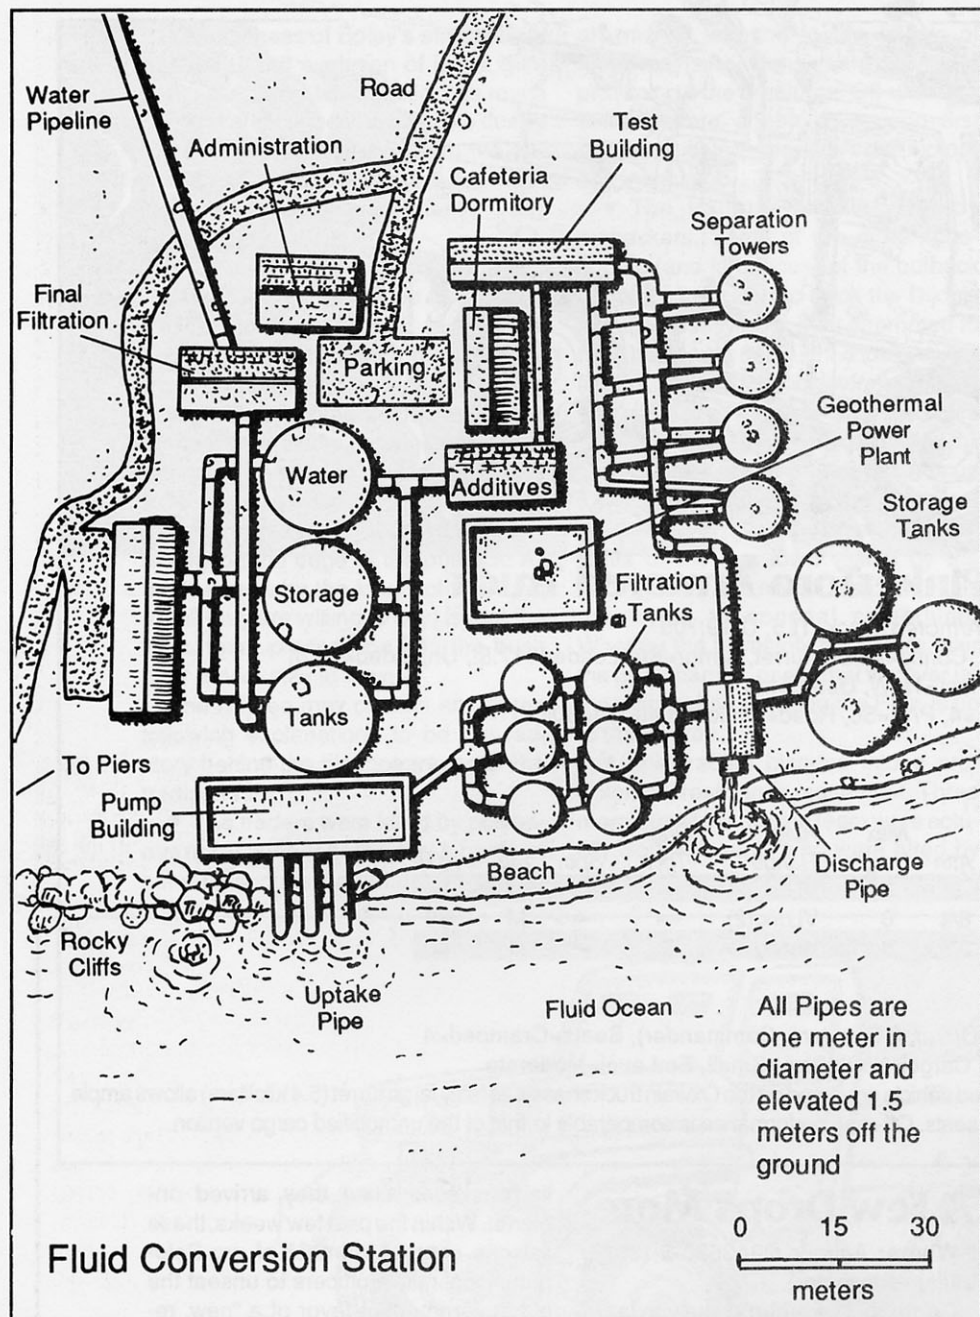 Water
Pipeline
Road
Administration
Test
Building
Cafeteria
Dormitory
Separation
Towers
Final
Filtration
Parking
Geothermal
Power
Plant
Water
Additives
Storage
Tanks
Storage
Filtration
Tanks
Tanks
To Piers
Pump
Building
Beach
Discharge
Pipe
Rocky
Cliffs
Uptake
Pipe
Fluid Ocean
All Pipes are
one meter in
diameter and
elevated 1.5
meters off the
ground
0 15 30
meters
Fluid Conversion Station